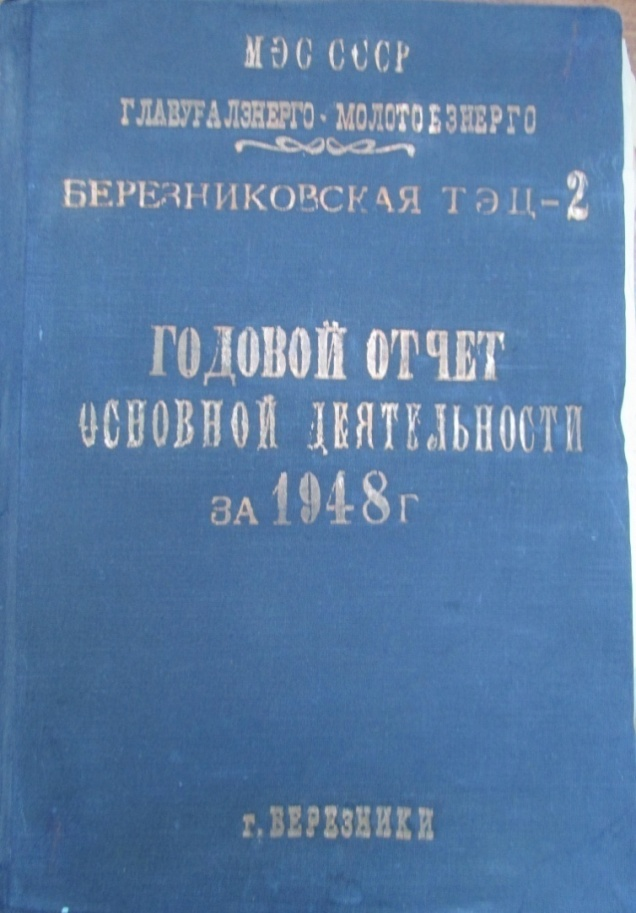 МЭС СССР
ГЛАВУРАЛЭНЕРГО-МОЛОТОВЭНЕРГО
БЕРЕЗНИКОВСКАЯ ТЭЦ-2
ГОДОВОЙ ОТЧЕТ
ОСНОВНОЙ ДЕЯТЕЛЬНОСТИ
ЗА 1948 Г
г. БЕРЕЗНИКИ